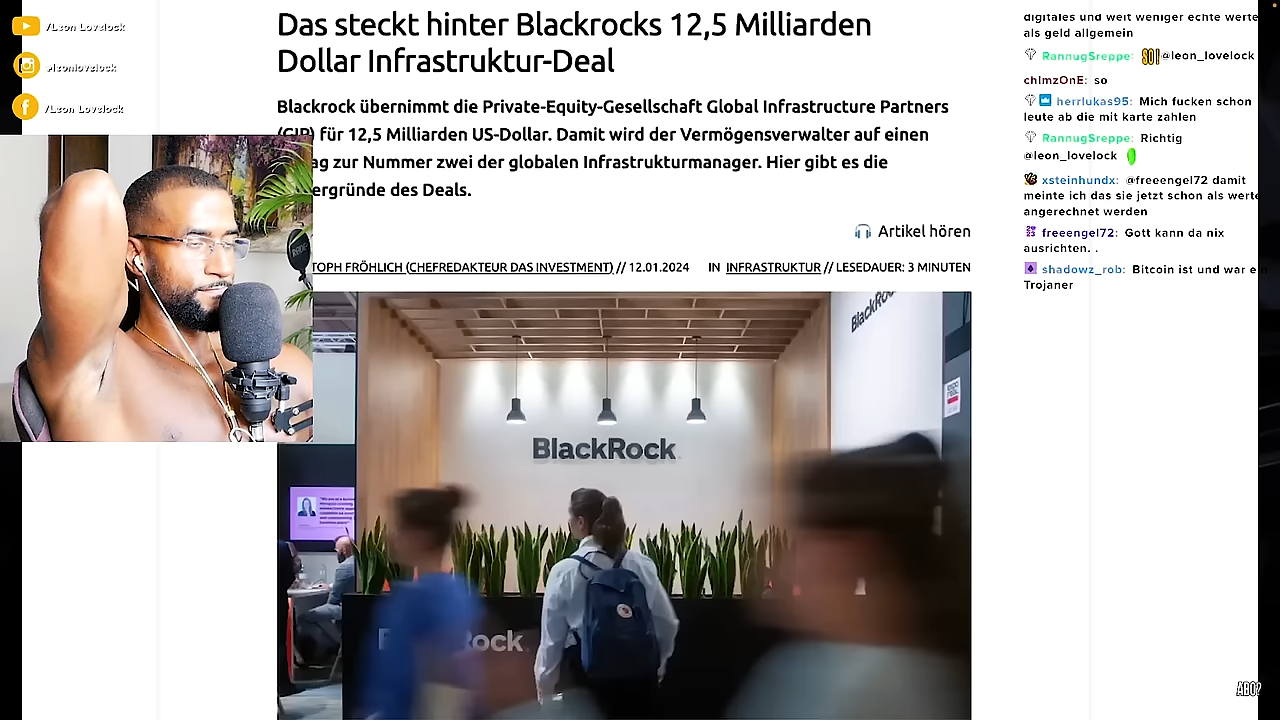 /Leon Lovelock
/leonlovelock
/Leon Lovelock
Das steckt hinter Blackrocks 12,5 Milliarden
Dollar Infrastruktur-Deal
Blackrock übernimmt die Private-Equity-Gesellschaft Global Infrastructure Partners
(GIP) für 12,5 Milliarden US-Dollar. Damit wird der Vermögensverwalter auf einen
ag zur Nummer zwei der globalen Infrastrukturmanager. Hier gibt es die
ergründe des Deals.
Artikel hören
TOPH FRÖHLICH (CHEFREDAKTEUR DAS INVESTMENT) // 12.01.2024 IN INFRASTRUKTUR // LESEDAUER: 3 MINUTEN
BLACKRO
BlackRock
ock
digitales und weit weniger echte werte
als geld allgemein
RannugSreppe: SO! @leon_lovelock
chImzOnE: so
herrlukas95: Mich fucken schon
leute ab die mit karte zahlen
RannugSreppe: Richtig
@leon_lovelock
xsteinhundx: @freeengel72 damit
meinte ich das sie jetzt schon als werte
angerechnet werden
freeengel72: Gott kann da nix
ausrichten. .
shadowz_rob: Bitcoin ist und war ein
Trojaner
ABO?